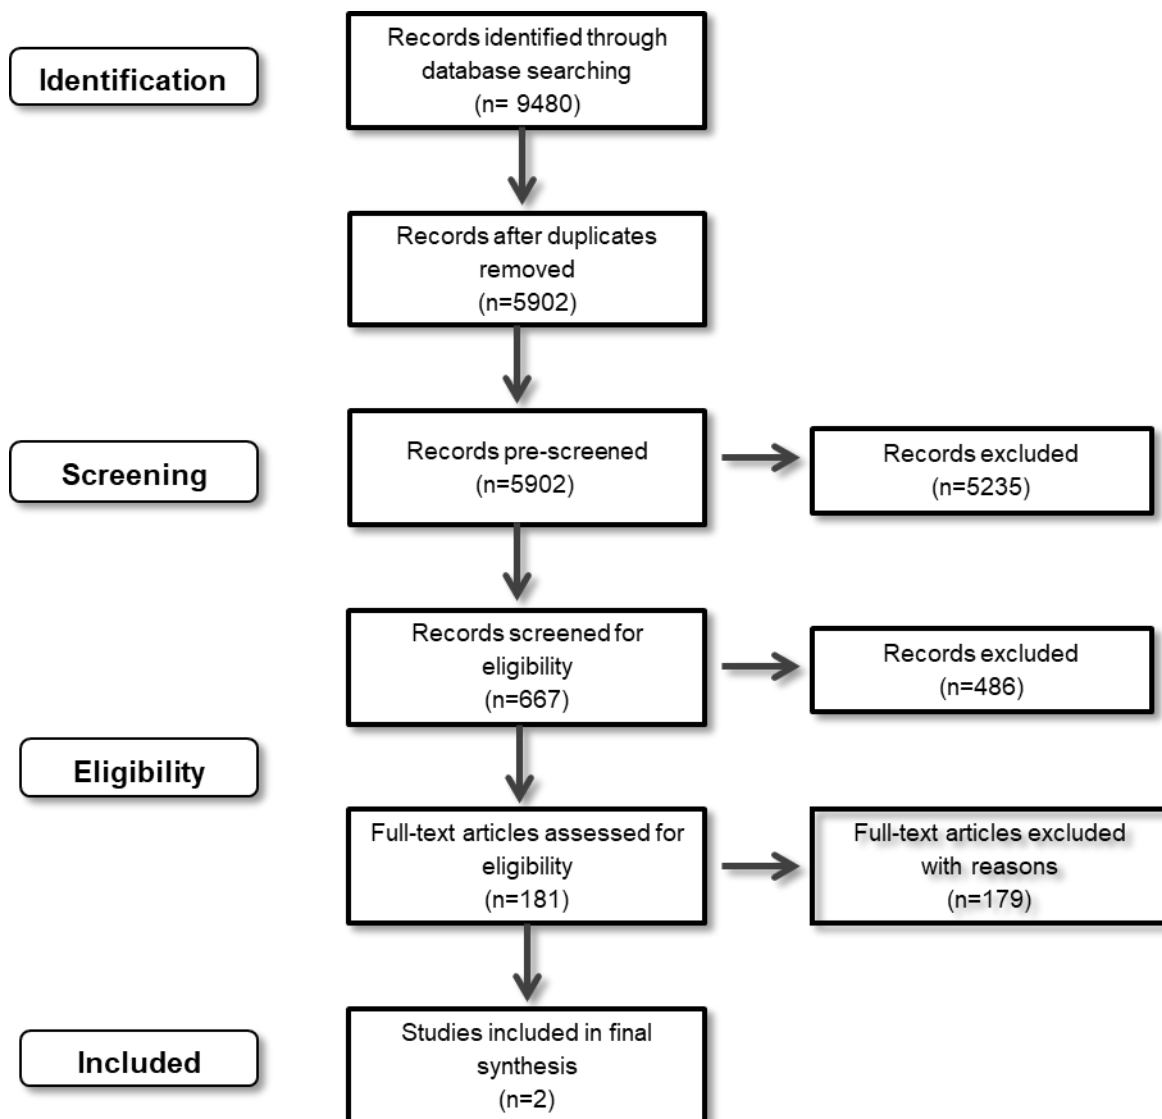 Identification
Records identified through
database searching
(n= 9480)
Records after duplicates
removed
(n=5902)
Screening
Records pre-screened
(n=5902)
Records excluded
(n=5235)
Records screened for
eligibility
(n=667)
Records excluded
(n=486)
Eligibility
Full-text articles assessed for
eligibility
(n=181)
Full-text articles excluded
with reasons
(n=179)
Included
Studies included in final
synthesis
(n=2)